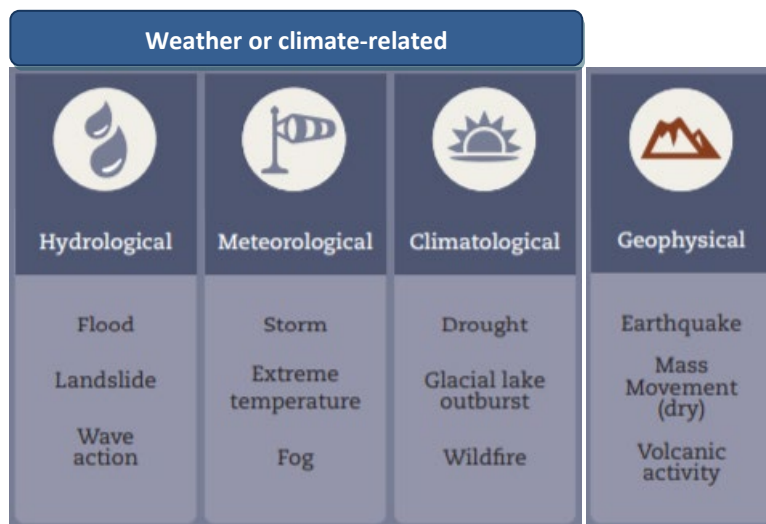 Weather or climate-related
Hydrological
Flood
Landslide
Wave
action
Meteorological
Storm
Extreme
temperature
Fog
Climatological
Drought
Glacial lake
outburst
Wildfire
Geophysical
Earthquake
Mass
Movement
(dry)
Volcanic
activity